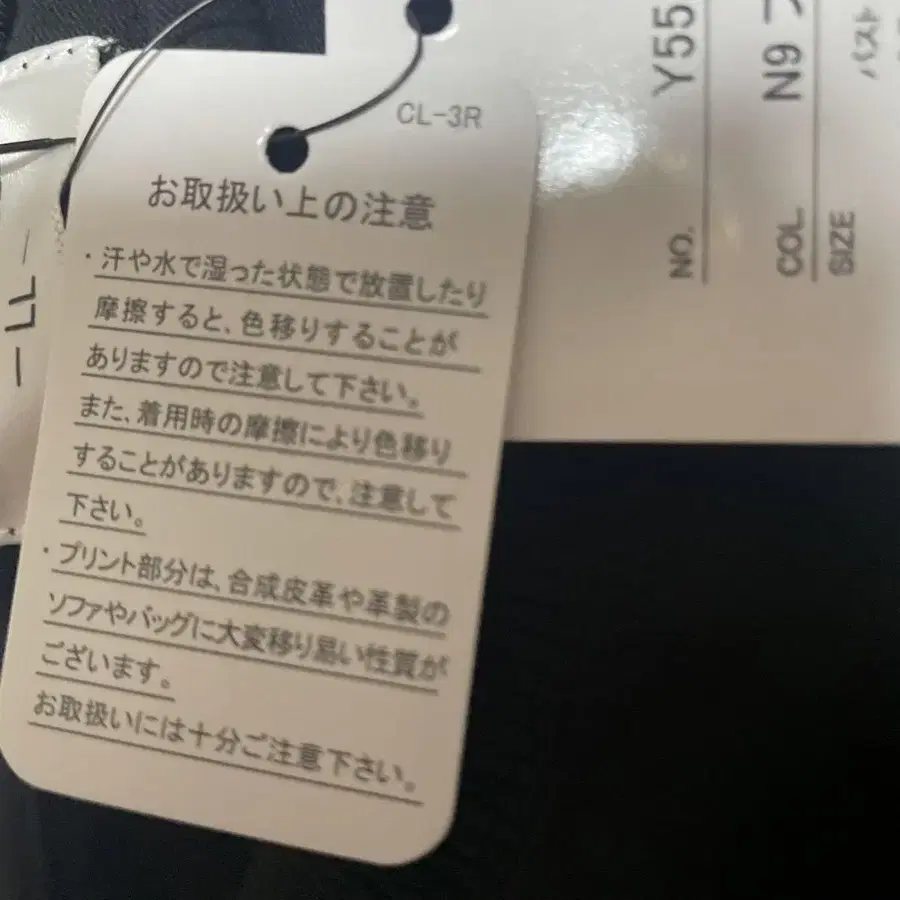 CL-3R
お取扱い上の注意
・汗や水で湿った状態で放置したり
摩擦すると、色移りすることが
ありますので注意して下さい。
また、着用時の摩擦により色移り
することがありますので、注意して
下さい。
・プリント部分は、合成皮革や革製の
ソファやバッグに大変移り易い性質が
ございます。
お取扱いには十分ご注意下さい。
NO. Y55
COL. N9
SIZE バスト